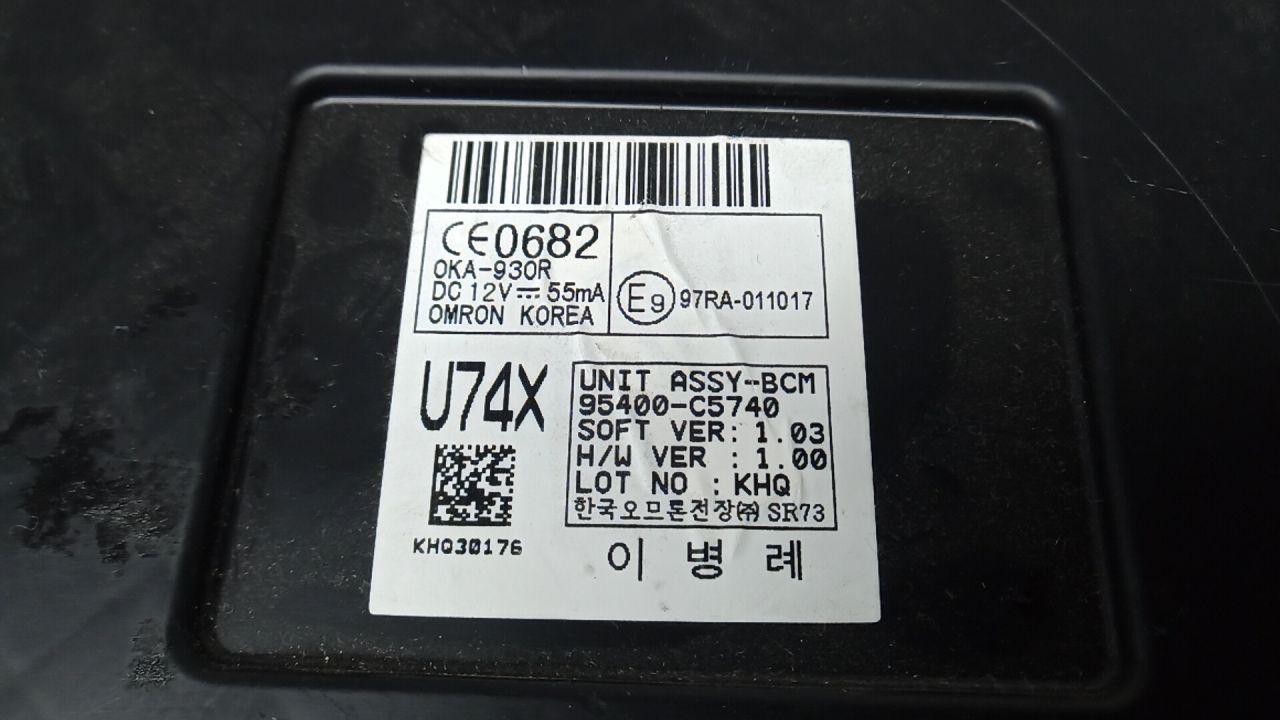 CE0682
OKA-930R
DC 12V⎓55mA
OMRON KOREA
E9 97RA-011017
U74X
UNIT ASSY-BCM
95400-C5740
SOFT VER: 1.03
H/W VER : 1.00
LOT NO : KHQ
한국오므론전장㈜ SR73
KHQ30176
이 병 례